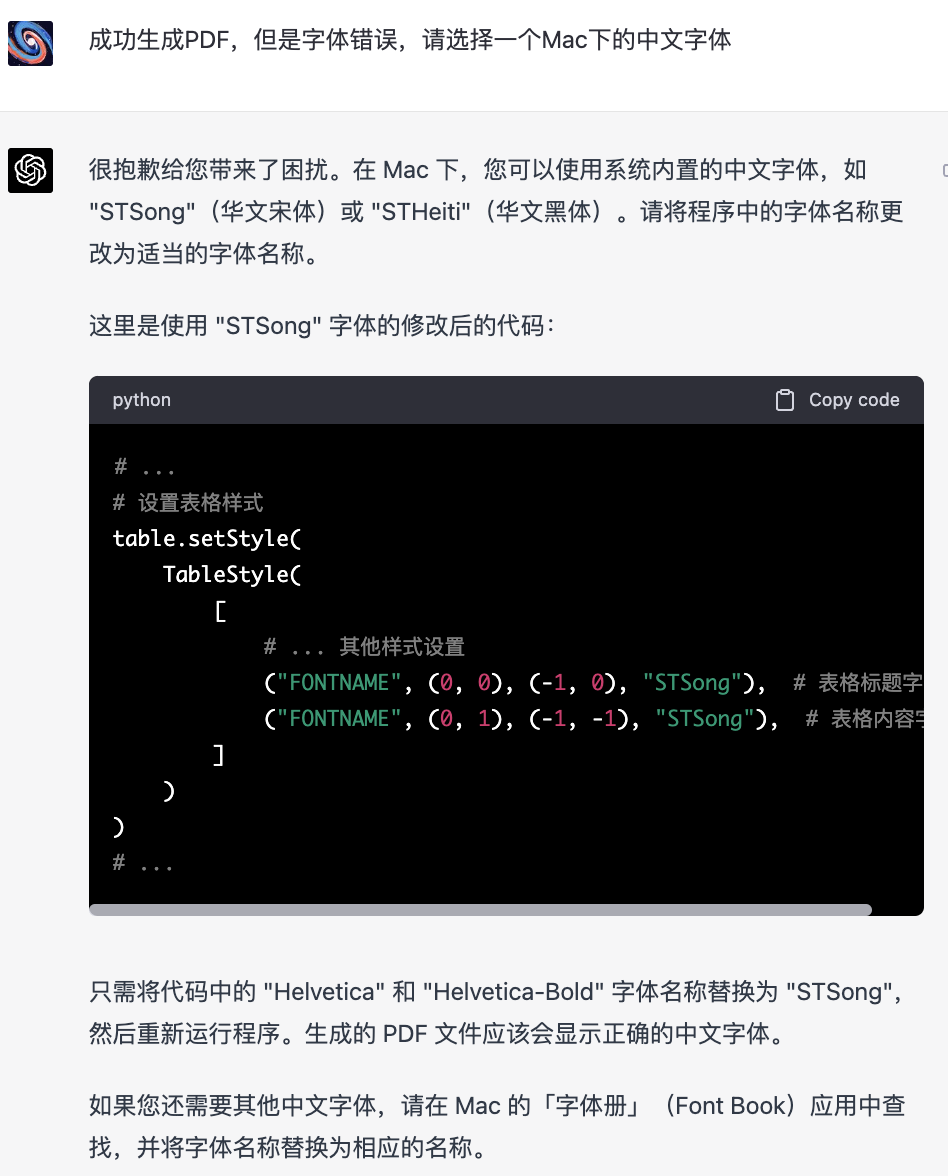 成功生成PDF，但是字体错误，请选择一个Mac下的中文字体
很抱歉给您带来了困扰。在 Mac 下，您可以使用系统内置的中文字体，如
"STSong"（华文宋体）或 "STHeiti"（华文黑体）。请将程序中的字体名称更
改为适当的字体名称。
这里是使用 "STSong" 字体的修改后的代码：
python
Copy code
# ...
# 设置表格样式
table.setStyle(
    TableStyle(
        [
            # ... 其他样式设置
            ("FONTNAME", (0, 0), (-1, 0), "STSong"),  # 表格标题字
            ("FONTNAME", (0, 1), (-1, -1), "STSong"),  # 表格内容字
        ]
    )
)
# ...
只需将代码中的 "Helvetica" 和 "Helvetica-Bold" 字体名称替换为 "STSong"，
然后重新运行程序。生成的 PDF 文件应该会显示正确的中文字体。
如果您还需要其他中文字体，请在 Mac 的「字体册」（Font Book）应用中查
找，并将字体名称替换为相应的名称。